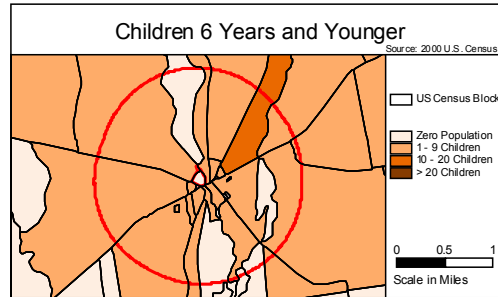 Children 6 Years and Younger
Source: 2000 U.S. Census
US Census Block
Zero Population
1 - 9 Children
10 - 20 Children
> 20 Children
0 0.5 1
Scale in Miles